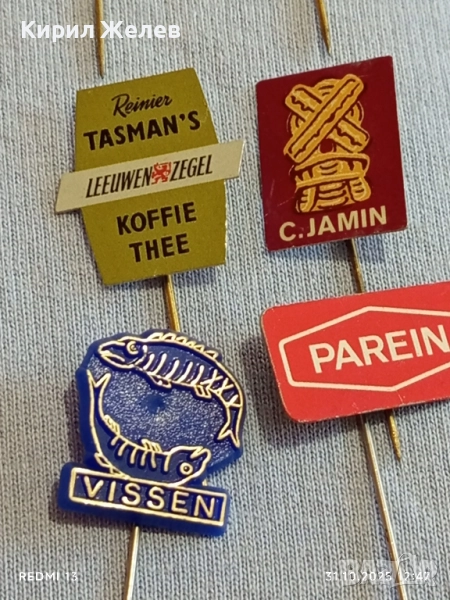 Кирил Желев
Reinier
TASMAN'S
LEEUWEN ZEGEL
KOFFIE
THEE
C. JAMIN
PAREIN
VISSEN
REDMI 13